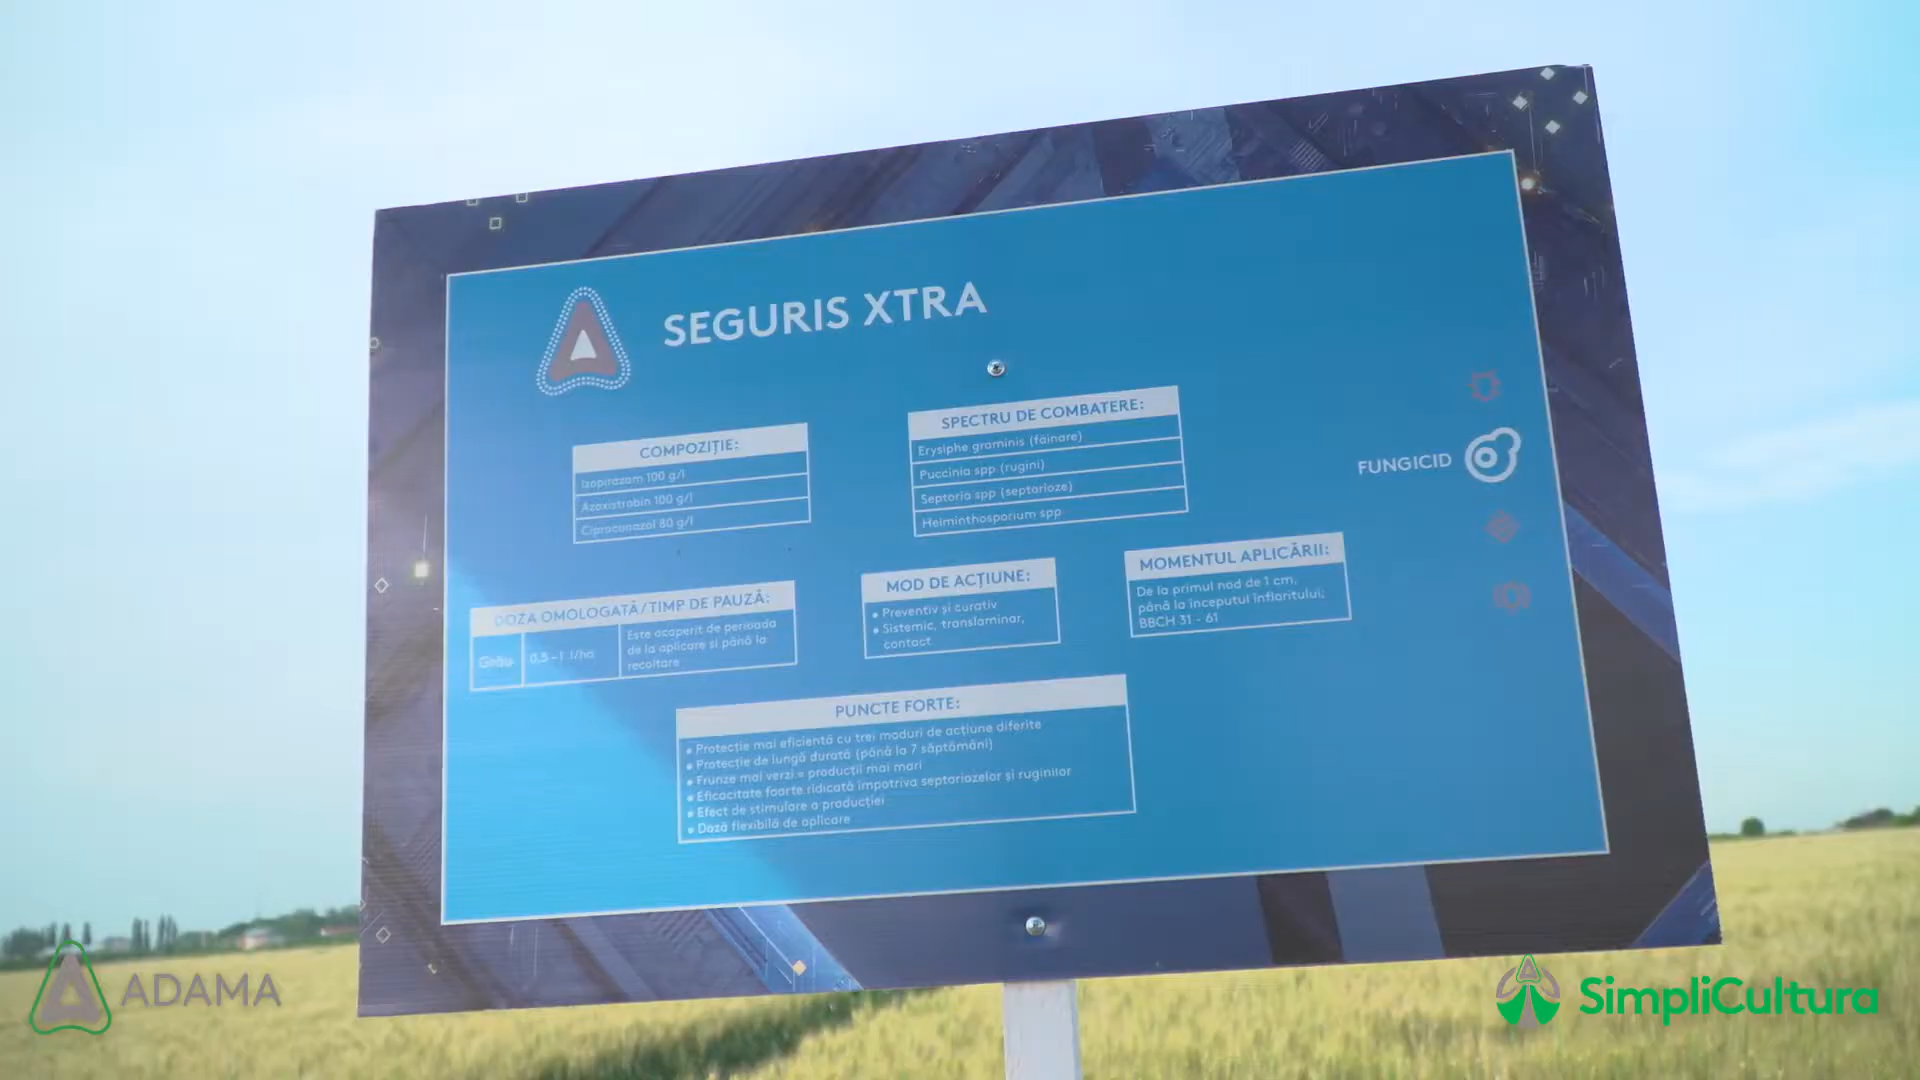 SEGURIS XTRA
COMPOZIȚIE:
Izopirazam 100 g/l
Azoxistrobin 100 g/l
Ciproconazol 80 g/l
SPECTRU DE COMBATERE:
Erysiphe graminis (făinare)
Puccinia spp (rugini)
Septoria spp (septorioze)
Helminthosporium spp
FUNGICID
DOZA OMOLOGATĂ/TIMP DE PAUZĂ:
Grâu
0,5 - 1 l/ha
Este acoperit de perioada
de la aplicare si până la
recoltare
MOD DE ACȚIUNE:
• Preventiv și curativ
• Sistemic, translaminar,
contact
MOMENTUL APLICĂRII:
De la primul nod de 1 cm,
până la începutul înfloritului;
BBCH 31 - 61
PUNCTE FORTE:
• Protecție mai eficientă cu trei moduri de acțiune diferite
• Protecție de lungă durată (până la 7 săptămâni)
• Frunze mai verzi = producții mai mari
• Eficacitate foarte ridicată împotriva septoriozelor și ruginilor
• Efect de stimulare a producției
• Doză flexibilă de aplicare
ADAMA
SimpliCultura